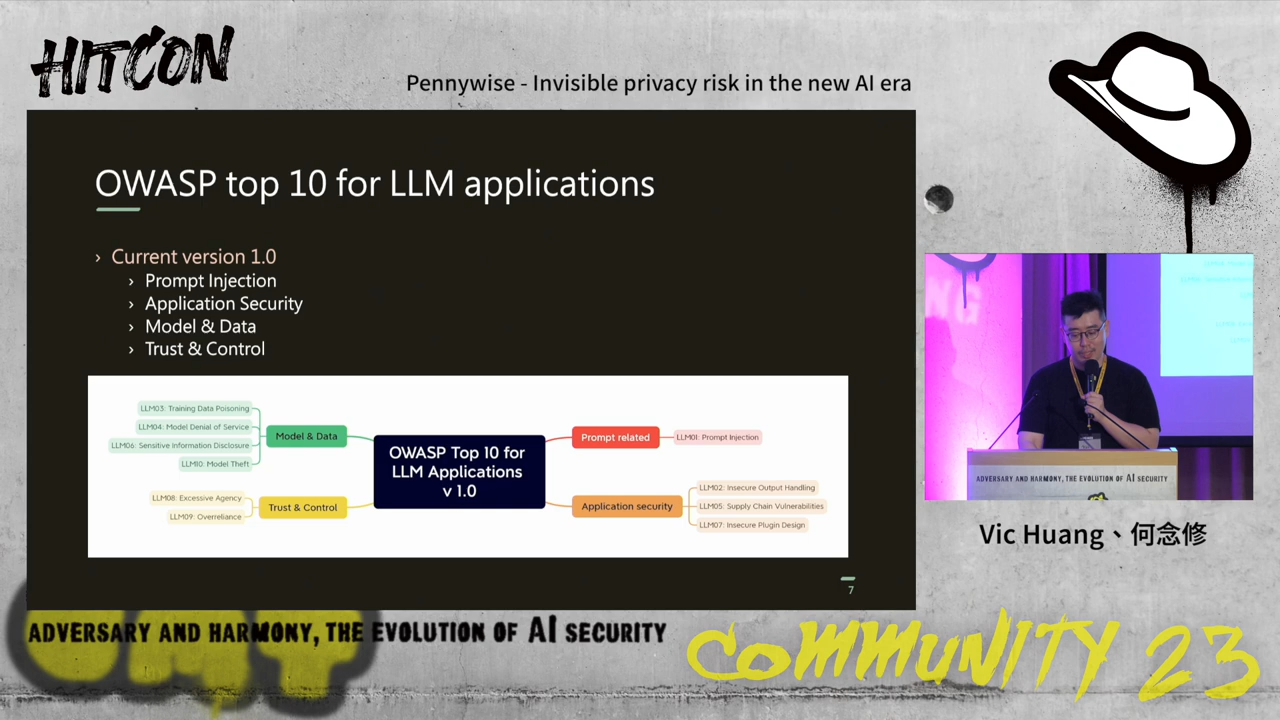 HITCON
Pennywise - Invisible privacy risk in the new AI era
OWASP top 10 for LLM applications
› Current version 1.0
› Prompt Injection
› Application Security
› Model & Data
› Trust & Control
LLM03: Training Data Poisoning
LLM04: Model Denial of Service
LLM06: Sensitive Information Disclosure
LLM10: Model Theft
Model & Data
LLM08: Excessive Agency
LLM09: Overreliance
Trust & Control
OWASP Top 10 for
LLM Applications
v 1.0
Prompt related
LLM01: Prompt Injection
Application security
LLM02: Insecure Output Handling
LLM05: Supply Chain Vulnerabilities
LLM07: Insecure Plugin Design
7
ADVERSARY AND HARMONY, THE EVOLUTION OF AI SECURITY
Vic Huang、何念修
ADVERSARY AND HARMONY, THE EVOLUTION OF AI SECURITY
COMMUNITY 23